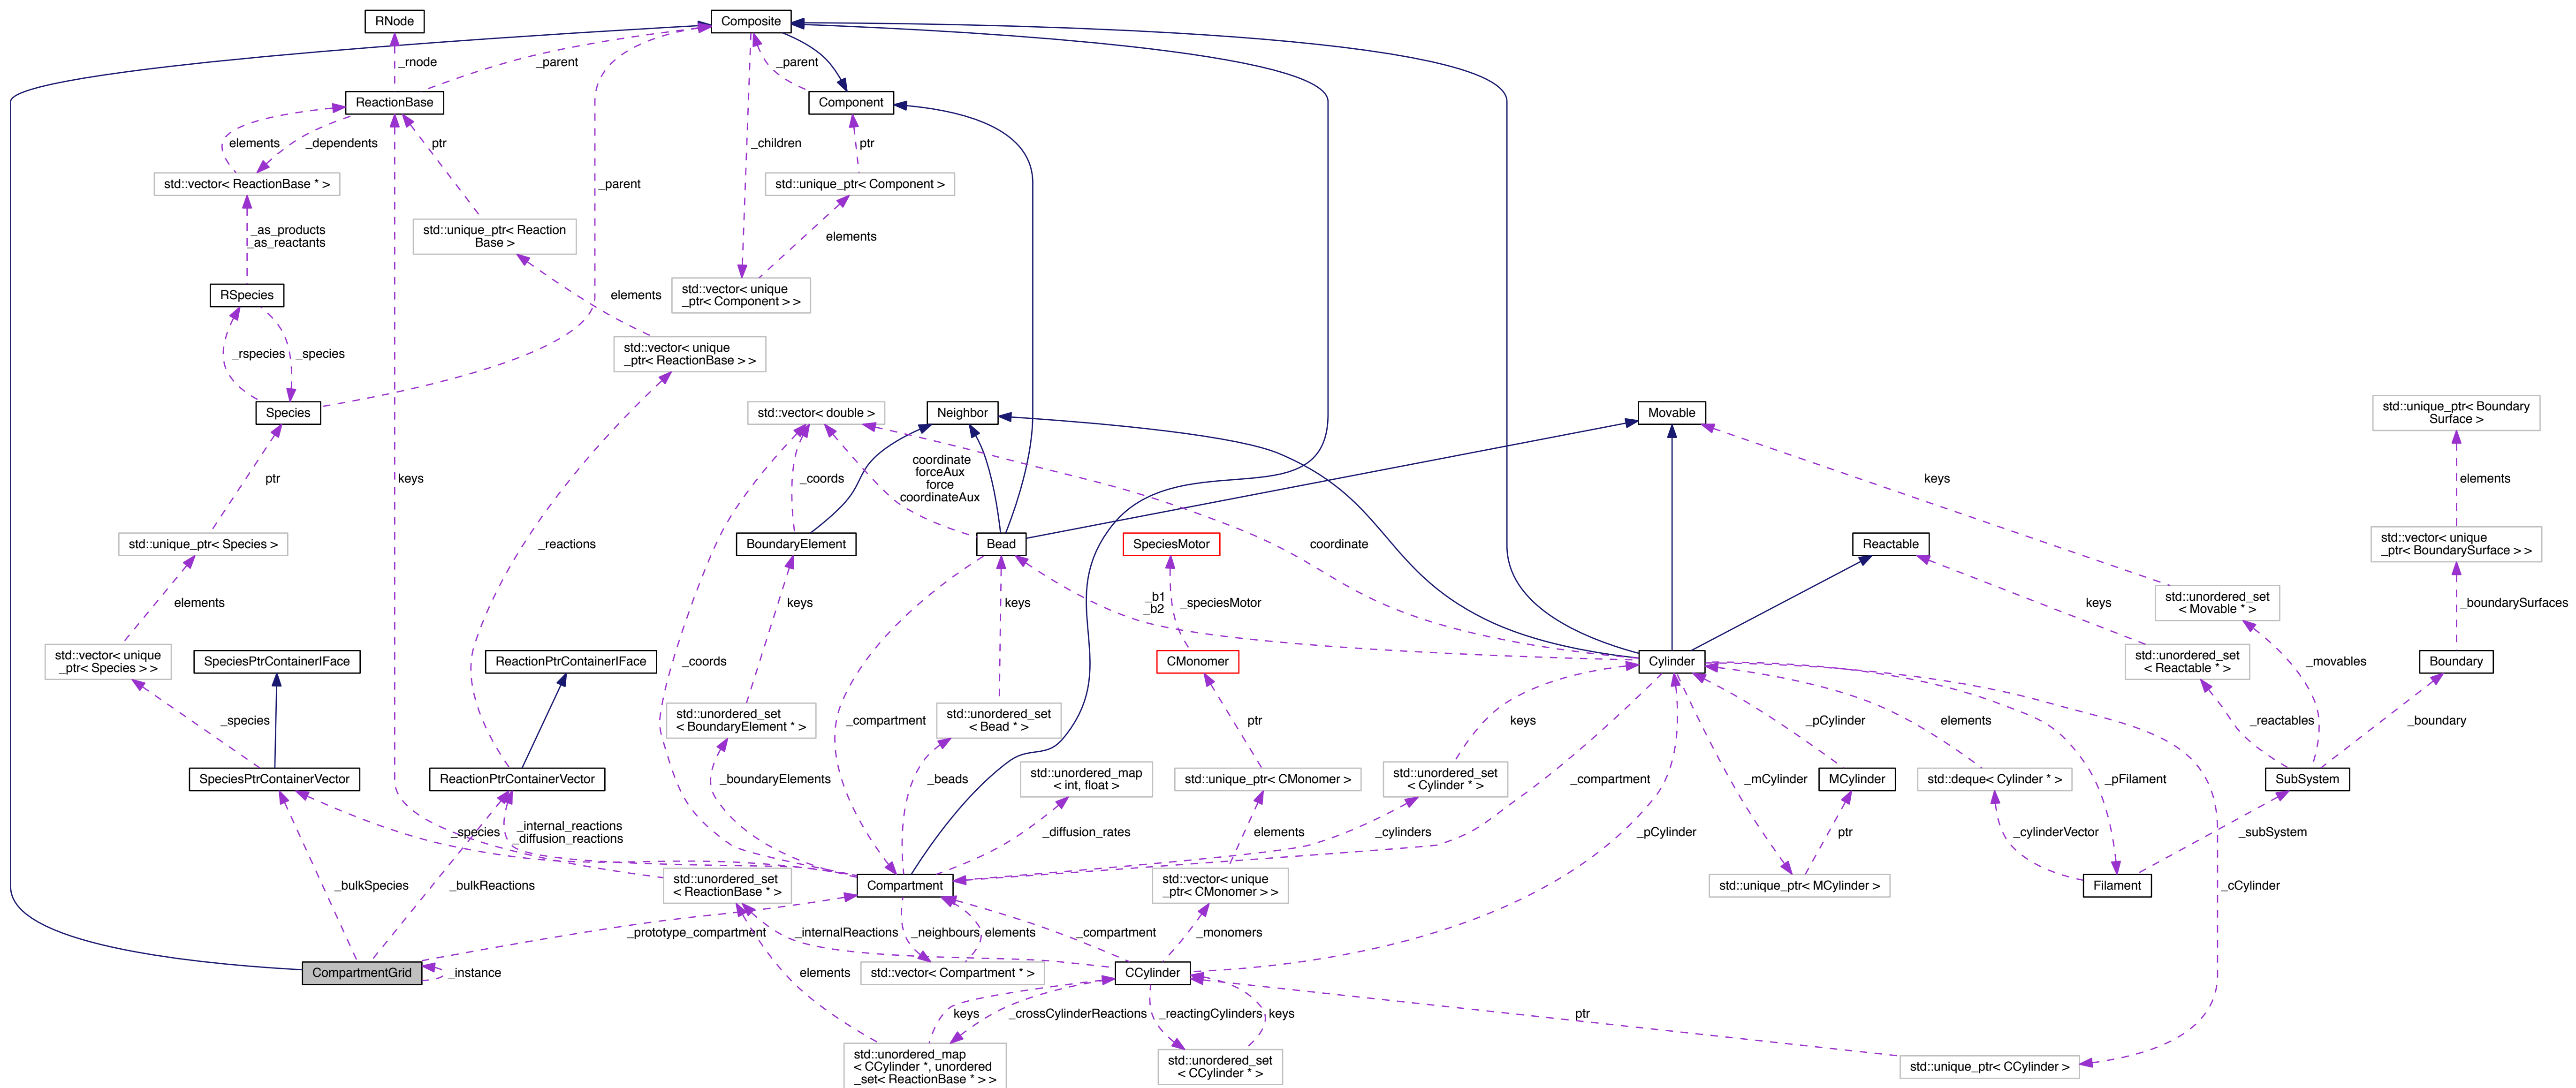 RNode
Composite
_rnode
_parent
_parent
ReactionBase
Component
elements
_dependents
ptr
_children
ptr
std::vector< ReactionBase * >
_parent
std::unique_ptr< Component >
_as_products
_as_reactants
std::unique_ptr< Reaction
Base >
elements
RSpecies
elements
std::vector< unique
_ptr< Component > >
_rspecies
_species
std::vector< unique
_ptr< ReactionBase > >
Species
std::vector< double >
Neighbor
Movable
std::unique_ptr< Boundary
Surface >
ptr
keys
_coords
coordinate
forceAux
force
coordinateAux
keys
elements
std::unique_ptr< Species >
_reactions
BoundaryElement
Bead
SpeciesMotor
coordinate
Reactable
std::vector< unique
_ptr< BoundarySurface > >
elements
keys
keys
_b1
_b2
_speciesMotor
keys
std::unordered_set
< Movable * >
_boundarySurfaces
std::vector< unique
_ptr< Species > >
SpeciesPtrContainerIFace
ReactionPtrContainerIFace
_coords
CMonomer
Cylinder
std::unordered_set
< Reactable * >
_movables
Boundary
_species
std::unordered_set
< BoundaryElement * >
_compartment
std::unordered_set
< Bead * >
ptr
keys
_pCylinder
elements
_reactables
_boundary
SpeciesPtrContainerVector
ReactionPtrContainerVector
_boundaryElements
_beads
std::unordered_map
< int, float >
std::unique_ptr< CMonomer >
std::unordered_set
< Cylinder * >
_compartment
_mCylinder
MCylinder
std::deque< Cylinder * >
_pFilament
SubSystem
_species
_internal_reactions
_diffusion_reactions
_diffusion_rates
elements
_cylinders
_pCylinder
ptr
_cylinderVector
_subSystem
_bulkSpecies
_bulkReactions
std::unordered_set
< ReactionBase * >
Compartment
std::vector< unique
_ptr< CMonomer > >
std::unique_ptr< MCylinder >
Filament
_cCylinder
_prototype_compartment
_internalReactions
_neighbours
elements
_compartment
_monomers
CompartmentGrid
_instance
elements
std::vector< Compartment * >
CCylinder
keys
_crossCylinderReactions
_reactingCylinders
keys
ptr
std::unordered_map
< CCylinder *, unordered
_set< ReactionBase * > >
std::unordered_set
< CCylinder * >
std::unique_ptr< CCylinder >